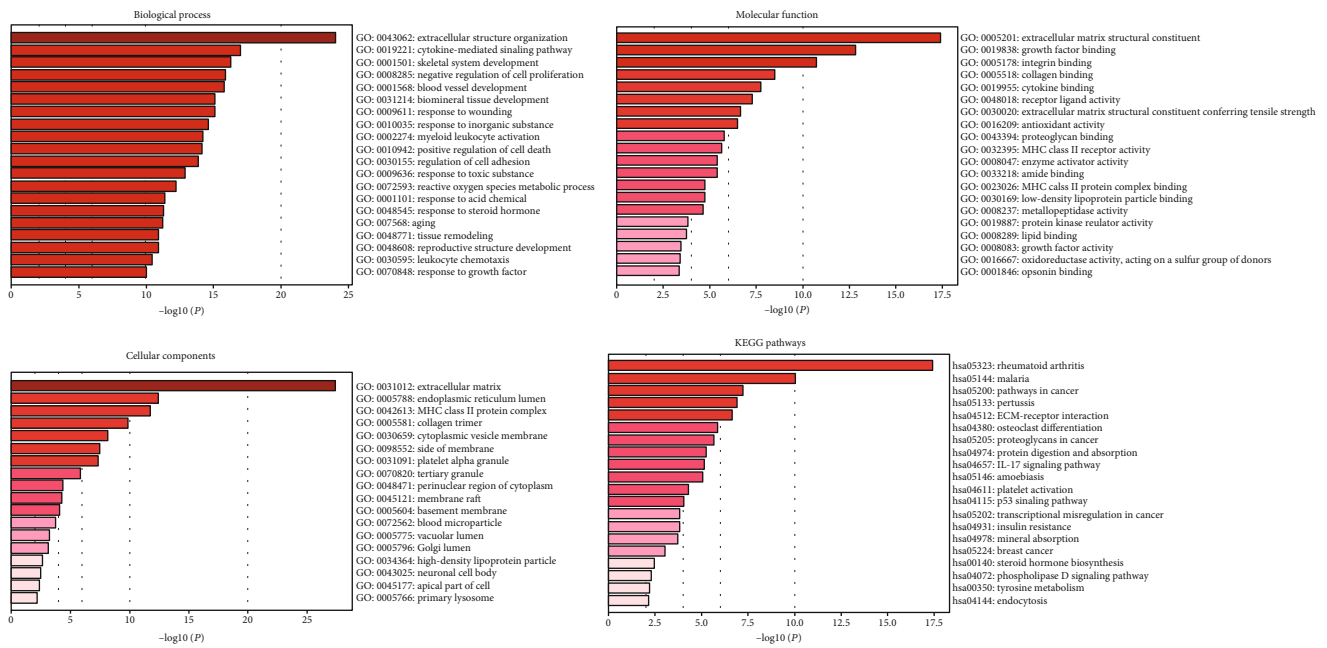 Biological process
GO: 0043062: extracellular structure organization
GO: 0019221: cytokine-mediated sinaling pathway
GO: 0001501: skeletal system development
GO: 0008285: negative regulation of cell proliferation
GO: 0001568: blood vessel development
GO: 0031214: biomineral tissue development
GO: 0009611: response to wounding
GO: 0010035: response to inorganic substance
GO: 0002274: myeloid leukocyte activation
GO: 0010942: positive regulation of cell death
GO: 0030155: regulation of cell adhesion
GO: 0009636: response to toxic substance
GO: 0072593: reactive oxygen species metabolic process
GO: 0001101: response to acid chemical
GO: 0048545: response to steroid hormone
GO: 007568: aging
GO: 0048771: tissue remodeling
GO: 0048608: reproductive structure development
GO: 0030595: leukocyte chemotaxis
GO: 0070848: response to growth factor
0 5 10 15 20 25
–log10 (P)
Molecular function
GO: 0005201: extracellular matrix structural constituent
GO: 0019838: growth factor binding
GO: 0005178: integrin binding
GO: 0005518: collagen binding
GO: 0019955: cytokine binding
GO: 0048018: receptor ligand activity
GO: 0030020: extracellular matrix structural constituent conferring tensile strength
GO: 0016209: antioxidant activity
GO: 0043394: proteoglycan binding
GO: 0032395: MHC class II receptor activity
GO: 0008047: enzyme activator activity
GO: 0033218: amide binding
GO: 0023026: MHC calss II protein complex binding
GO: 0030169: low-density lipoprotein particle binding
GO: 0008237: metallopeptidase activity
GO: 0019887: protein kinase reulator activity
GO: 0008289: lipid binding
GO: 0008083: growth factor activity
GO: 0016667: oxidoreductase activity, acting on a sulfur group of donors
GO: 0001846: opsonin binding
0 2.5 5.0 7.5 10.0 12.5 15.0 17.5
–log10 (P)
Cellular components
GO: 0031012: extracellular matrix
GO: 0005788: endoplasmic reticulum lumen
GO: 0042613: MHC class II protein complex
GO: 0005581: collagen trimer
GO: 0030659: cytoplasmic vesicle membrane
GO: 0098552: side of membrane
GO: 0031091: platelet alpha granule
GO: 0070820: tertiary granule
GO: 0048471: perinuclear region of cytoplasm
GO: 0045121: membrane raft
GO: 0005604: basement membrane
GO: 0072562: blood microparticle
GO: 0005775: vacuolar lumen
GO: 0005796: Golgi lumen
GO: 0034364: high-density lipoprotein particle
GO: 0043025: neuronal cell body
GO: 0045177: apical part of cell
GO: 0005766: primary lysosome
0 5 10 15 20 25
–log10 (P)
KEGG pathways
hsa05323: rheumatoid arthritis
hsa05144: malaria
hsa05200: pathways in cancer
hsa05133: pertussis
hsa04512: ECM-receptor interaction
hsa04380: osteoclast differentiation
hsa05205: proteoglycans in cancer
hsa04974: protein digestion and absorption
hsa04657: IL-17 signaling pathway
hsa05146: amoebiasis
hsa04611: platelet activation
hsa04115: p53 sinaling pathway
hsa05202: transcriptional misregulation in cancer
hsa04931: insulin resistance
hsa04978: mineral absorption
hsa05224: breast cancer
hsa00140: steroid hormone biosynthesis
hsa04072: phospholipase D signaling pathway
hsa00350: tyrosine metabolism
hsa04144: endocytosis
0 2.5 5.0 7.5 10.0 12.5 15.0 17.5
–log10 (P)